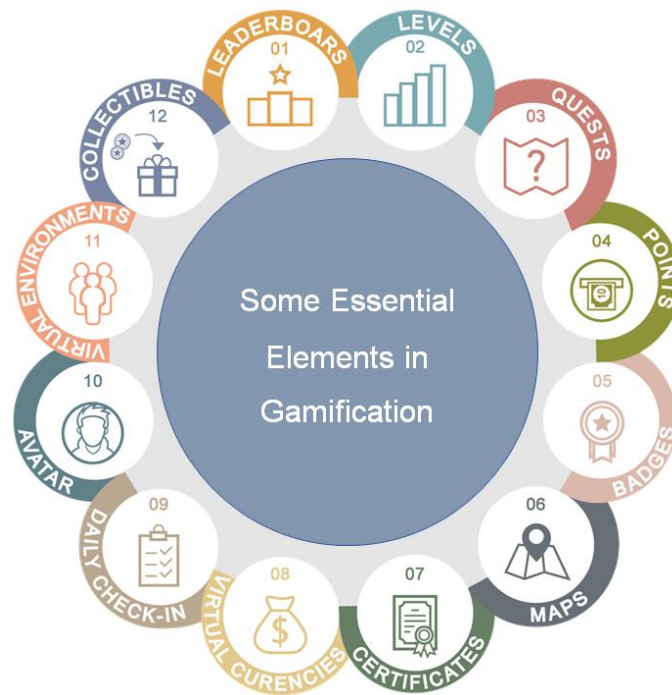 Some Essential
Elements in
Gamification
01
LEADERBOARS
02
LEVELS
03
QUESTS
?
04
POINTS
05
BADGES
06
MAPS
07
CERTIFICATES
08
$
VIRTUAL CURENCIES
09
DAILY CHECK-IN
10
AVATAR
11
VIRTUAL ENVIRONMENTS
12
COLLECTIBLES